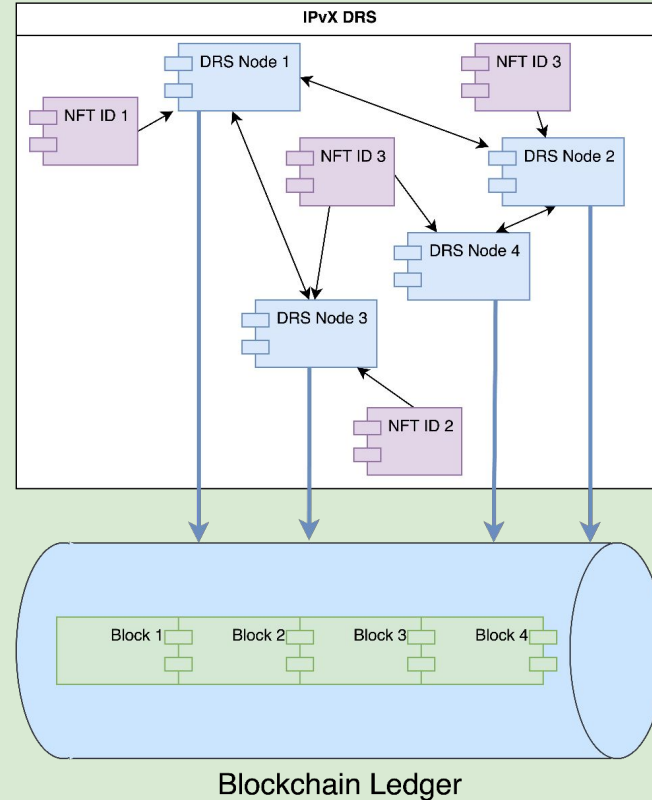 IPvX DRS
DRS Node 1
NFT ID 3
NFT ID 1
NFT ID 3
DRS Node 2
DRS Node 4
DRS Node 3
NFT ID 2
Block 1
Block 2
Block 3
Block 4
Blockchain Ledger